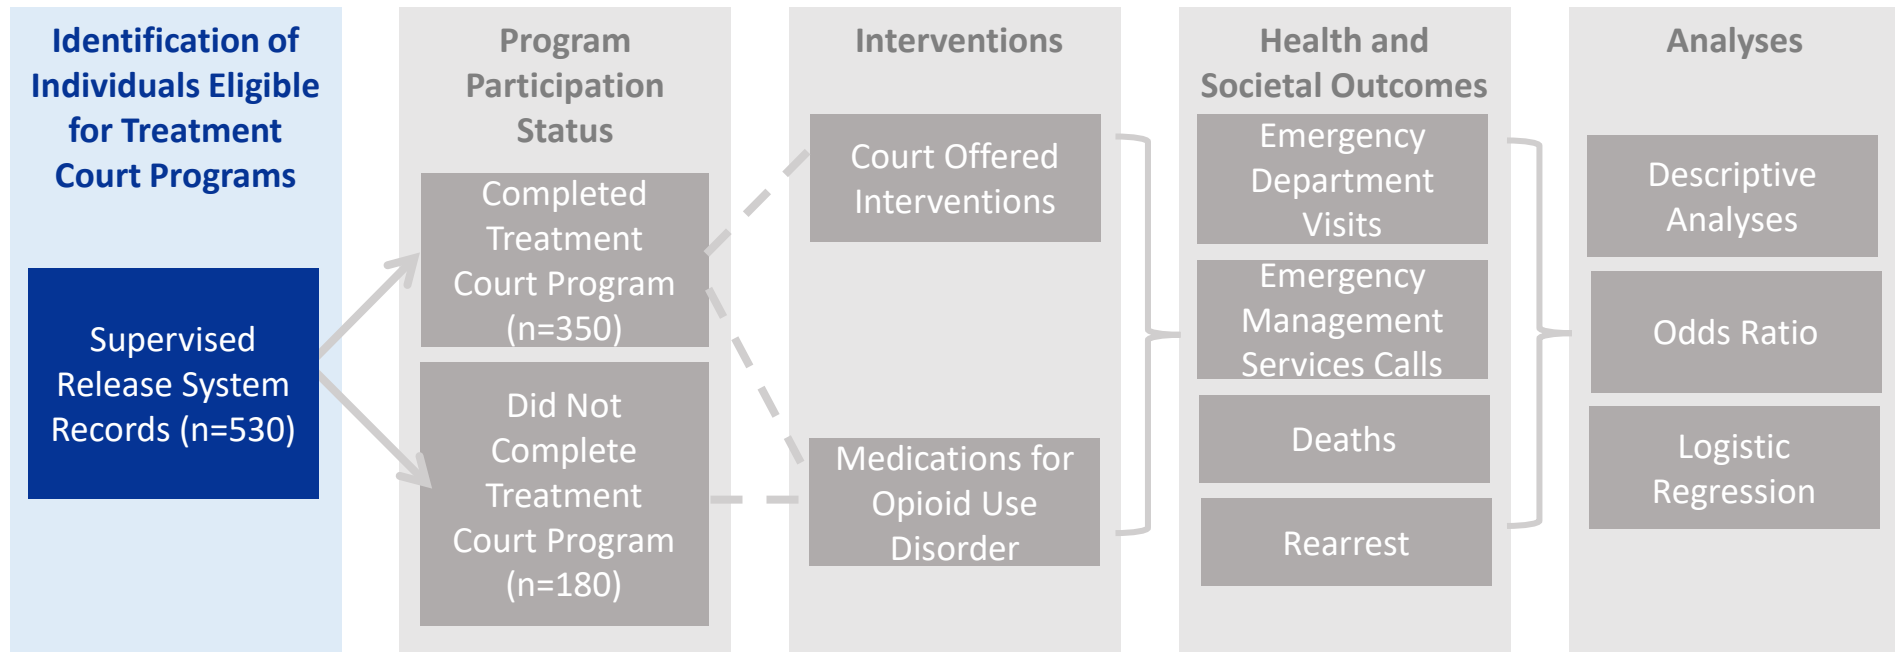 Identification of
Individuals Eligible
for Treatment
Court Programs
Supervised
Release System
Records (n=530)
Program
Participation
Status
Completed
Treatment
Court Program
(n=350)
Did Not
Complete
Treatment
Court Program
(n=180)
Interventions
Court Offered
Interventions
Medications for
Opioid Use
Disorder
Health and
Societal Outcomes
Emergency
Department
Visits
Emergency
Management
Services Calls
Deaths
Rearrest
Analyses
Descriptive
Analyses
Odds Ratio
Logistic
Regression